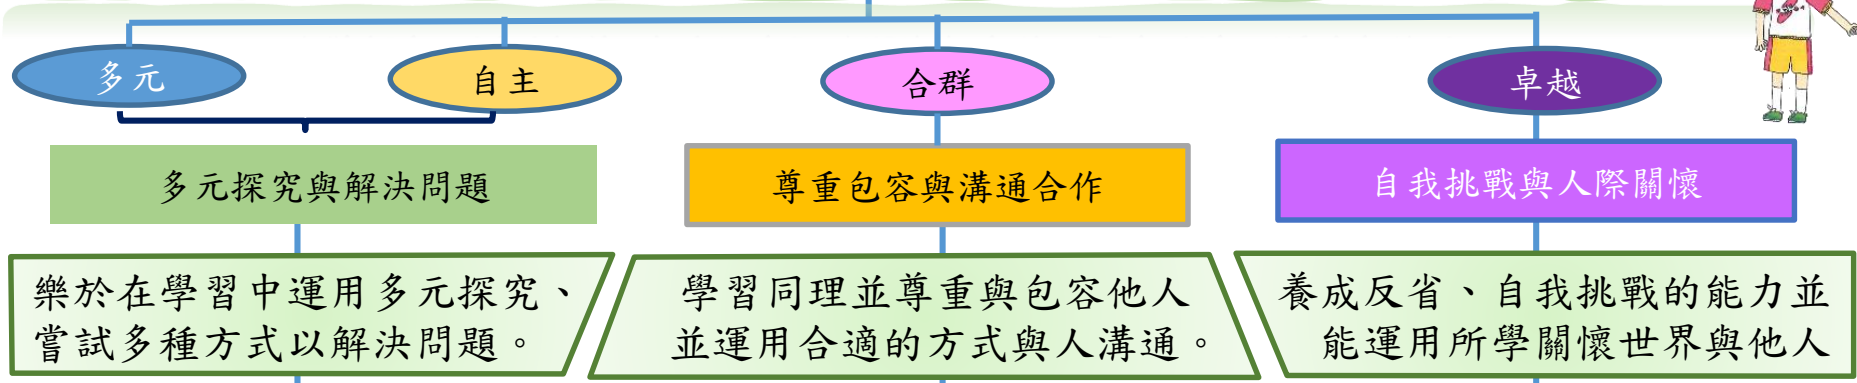 多元
自主
合群
卓越
多元探究與解決問題
尊重包容與溝通合作
自我挑戰與人際關懷
樂於在學習中運用多元探究、
嘗試多種方式以解決問題。
學習同理並尊重與包容他人
並運用合適的方式與人溝通。
養成反省、自我挑戰的能力並
能運用所學關懷世界與他人